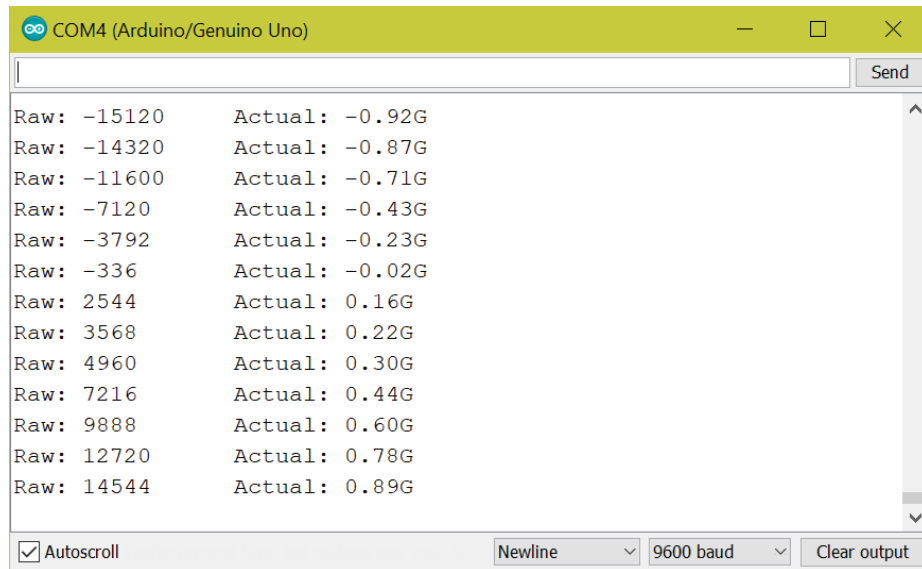 COM4 (Arduino/Genuino Uno)
Send
Raw: -15120 Actual: -0.92G
Raw: -14320 Actual: -0.87G
Raw: -11600 Actual: -0.71G
Raw: -7120 Actual: -0.43G
Raw: -3792 Actual: -0.23G
Raw: -336 Actual: -0.02G
Raw: 2544 Actual: 0.16G
Raw: 3568 Actual: 0.22G
Raw: 4960 Actual: 0.30G
Raw: 7216 Actual: 0.44G
Raw: 9888 Actual: 0.60G
Raw: 12720 Actual: 0.78G
Raw: 14544 Actual: 0.89G
Autoscroll Newline 9600 baud Clear output